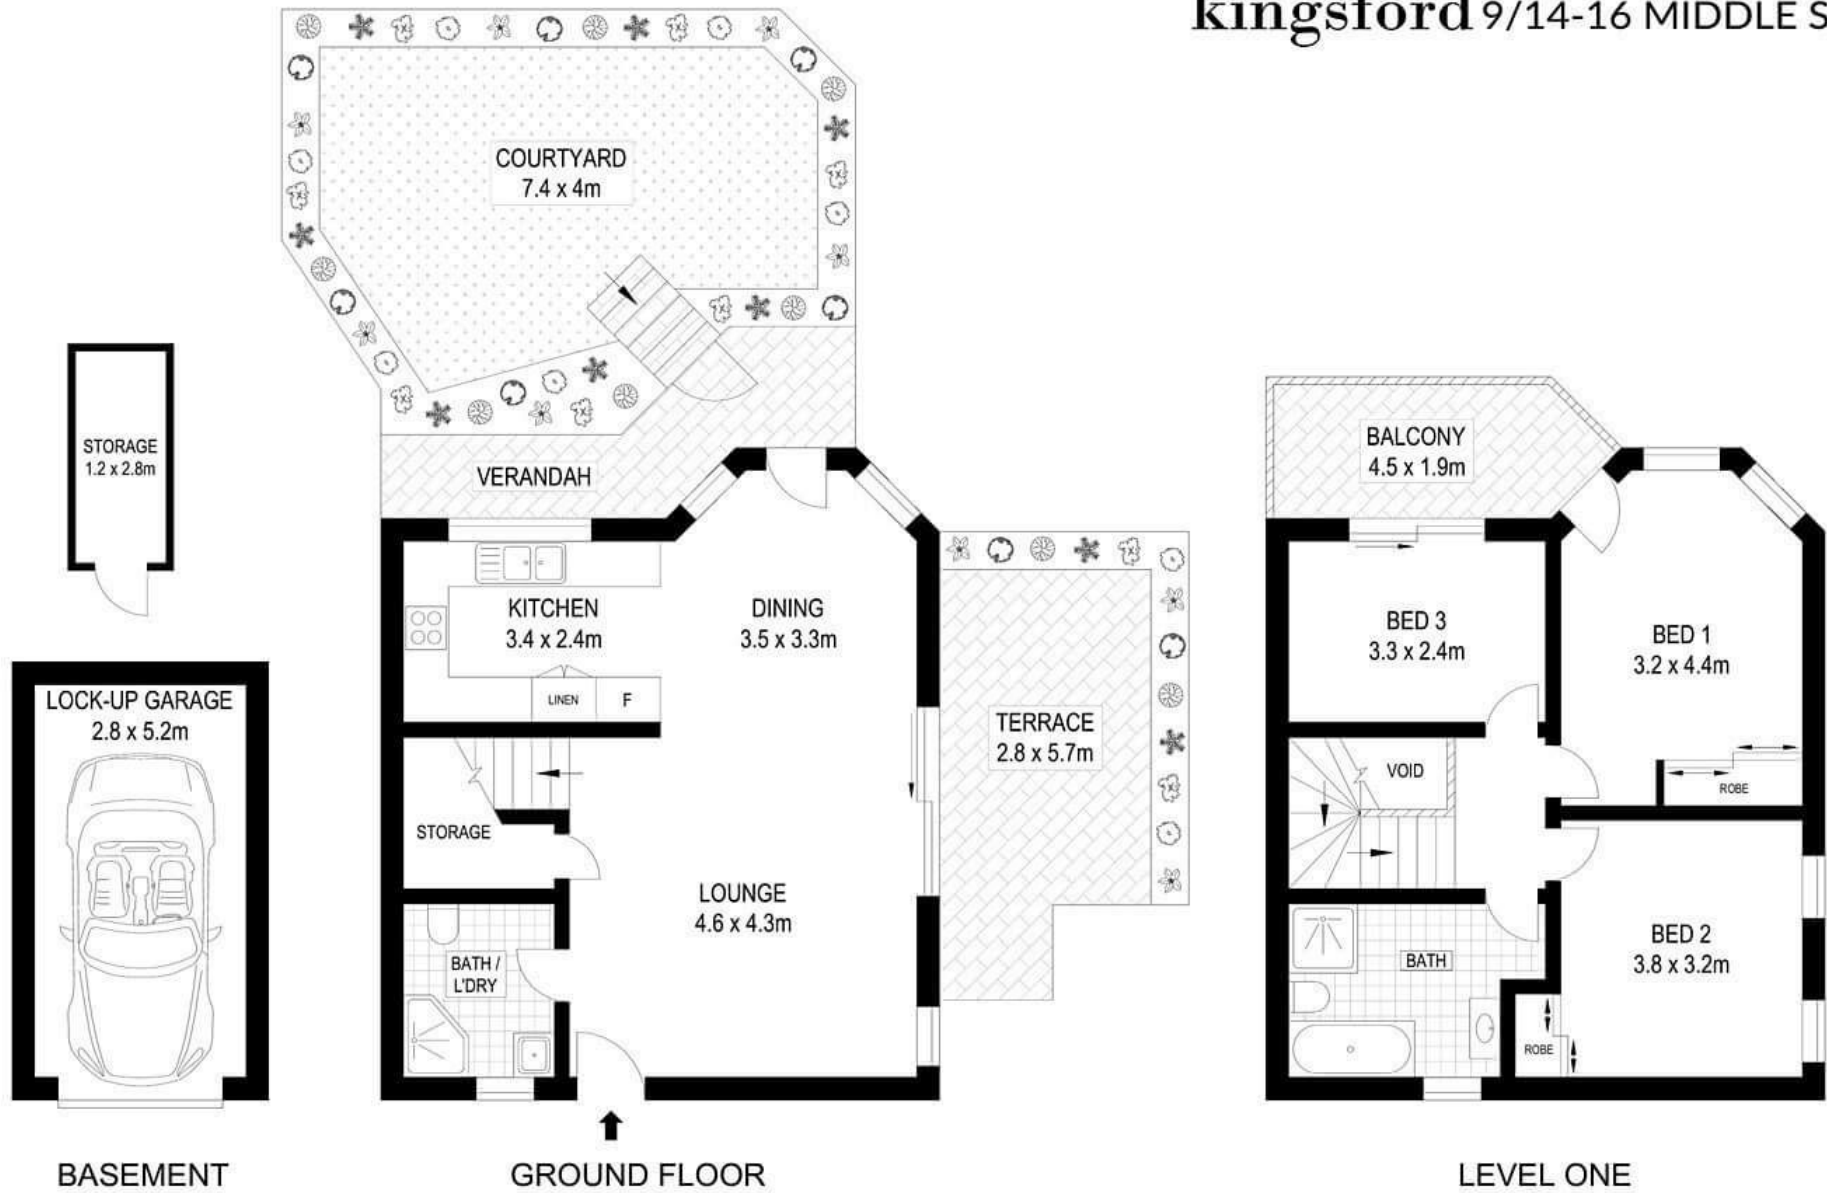 kingsford 9/14-16 MIDDLE S
COURTYARD
7.4 x 4m
VERANDAH
STORAGE
1.2 x 2.8m
LOCK-UP GARAGE
2.8 x 5.2m
BASEMENT
KITCHEN
3.4 x 2.4m
LINEN
F
DINING
3.5 x 3.3m
TERRACE
2.8 x 5.7m
STORAGE
LOUNGE
4.6 x 4.3m
BATH /
L'DRY
GROUND FLOOR
BALCONY
4.5 x 1.9m
BED 3
3.3 x 2.4m
BED 1
3.2 x 4.4m
VOID
ROBE
BATH
BED 2
3.8 x 3.2m
ROBE
LEVEL ONE